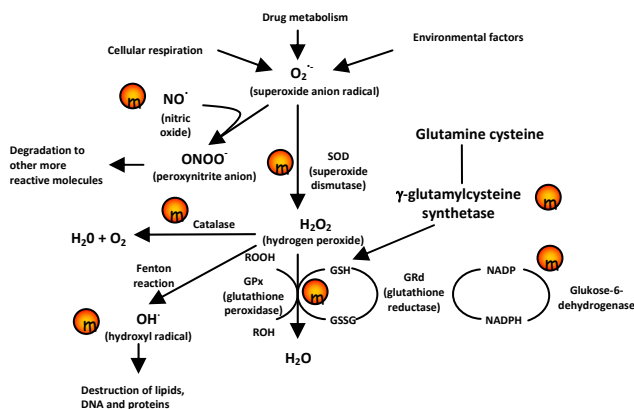 Drug metabolism
Cellular respiration
Environmental factors
O2·-
(superoxide anion radical)
m
NO·
(nitric
oxide)
Glutamine cysteine
Degradation to
other more
reactive molecules
ONOO-
(peroxynitrite anion)
m
SOD
(superoxide
dismutase)
γ-glutamylcysteine
synthetase
m
m
Catalase
H20 + O2
H2O2
(hydrogen peroxide)
Fenton
reaction
ROOH
GSH
GPx
(glutathione
peroxidase)
m
GRd
(glutathione
reductase)
NADP
m
Glukose-6-
dehydrogenase
m
OH·
(hydroxyl radical)
ROH
GSSG
NADPH
H2O
Destruction of lipids,
DNA and proteins